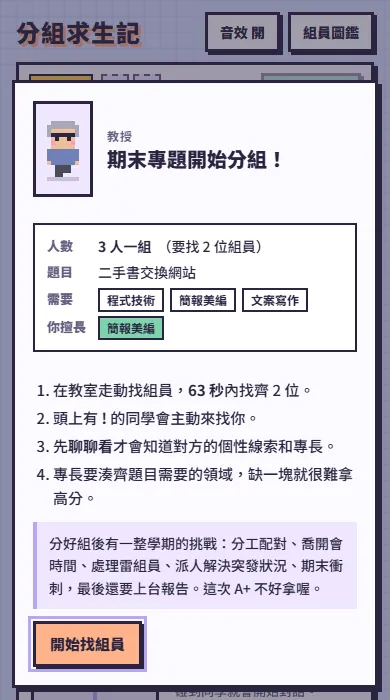 分組求生記
音效 開
組員圖鑑
教授
期末專題開始分組！
人數 3 人一組 （要找 2 位組員）
題目 二手書交換網站
需要 程式技術 簡報美編 文案寫作
你擅長 簡報美編
1. 在教室走動找組員，63 秒內找齊 2 位。
2. 頭上有 ! 的同學會主動來找你。
3. 先聊聊看才會知道對方的個性線索和專長。
4. 專長要湊齊題目需要的領域，缺一塊就很難拿
高分。
分好組後有一整學期的挑戰：分工配對、喬開會
時間、處理雷組員、派人解決突發狀況、期末衝
刺，最後還要上台報告。這次 A+ 不好拿喔。
開始找組員